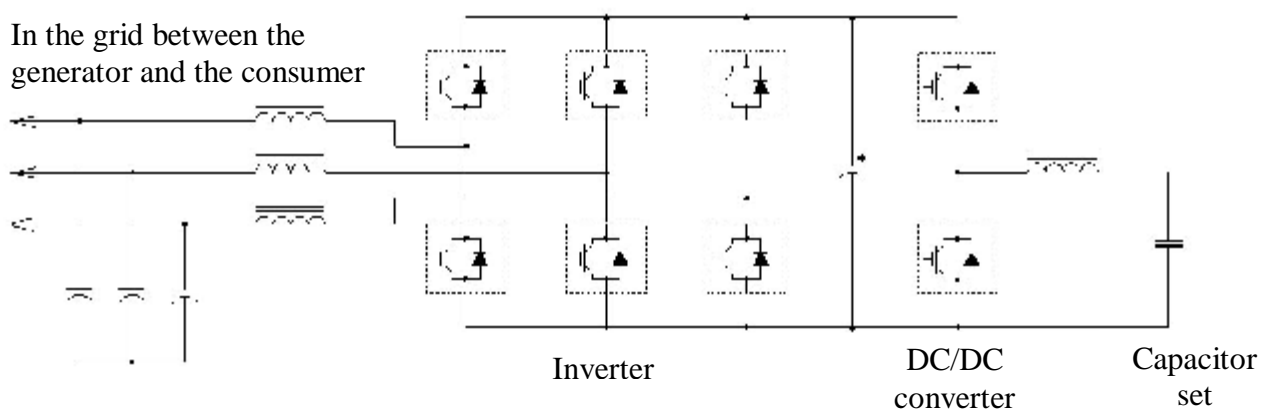 In the grid between the
generator and the consumer
Inverter
DC/DC
converter
Capacitor
set